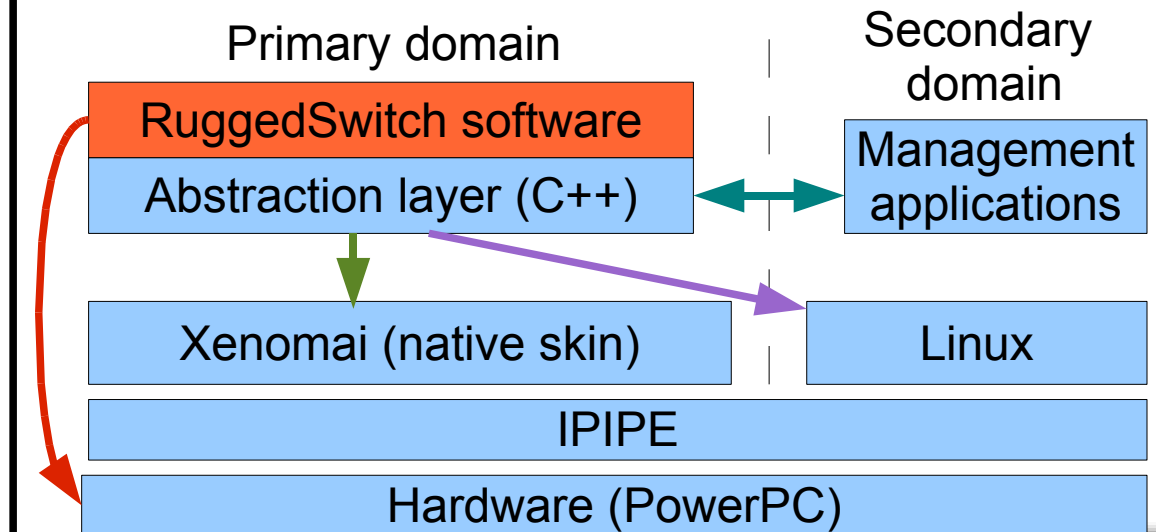 Primary domain
Secondary
domain
RuggedSwitch software
Abstraction layer (C++)
Management
applications
Xenomai (native skin)
Linux
IPIPE
Hardware (PowerPC)